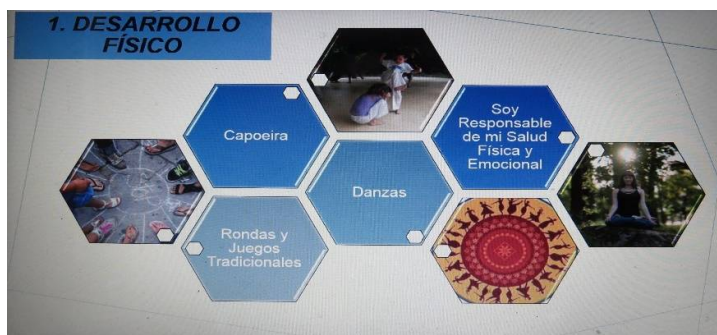 1. DESARROLLO
FÍSICO
Capoeira
Soy
Responsable
de mi Salud
Física y
Emocional
Danzas
Rondas y
Juegos
Tradicionales